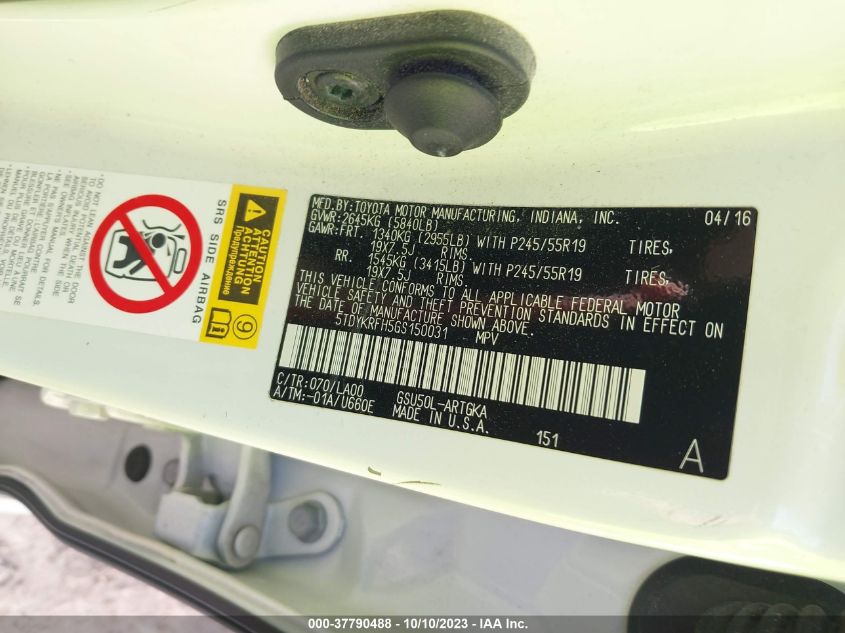 MFD.BY:TOYOTA MOTOR MANUFACTURING, INDIANA, INC. 04/16
GVWR:2645KG (5840LB)
GAWR:FRT. 1340KG (2955LB) WITH P245/55R19 TIRES,
19X7.5J RIMS
RR. 1545KG (3415LB) WITH P245/55R19 TIRES,
19X7.5J RIMS
THIS VEHICLE CONFORMS TO ALL APPLICABLE FEDERAL MOTOR
VEHICLE SAFETY AND THEFT PREVENTION STANDARDS IN EFFECT ON
THE DATE OF MANUFACTURE SHOWN ABOVE.
5TDYKRFH5GS150031 MPV
C/TR:070/LA00 GSU50L-ARTGKA
A/TM:-01A/U660E MADE IN U.S.A.
151
A
CAUTION
ATTENTION
ACHTUNG
Предупреждение
9
SRS SIDE AIRBAG
000-37790488 - 10/10/2023 - IAA Inc.